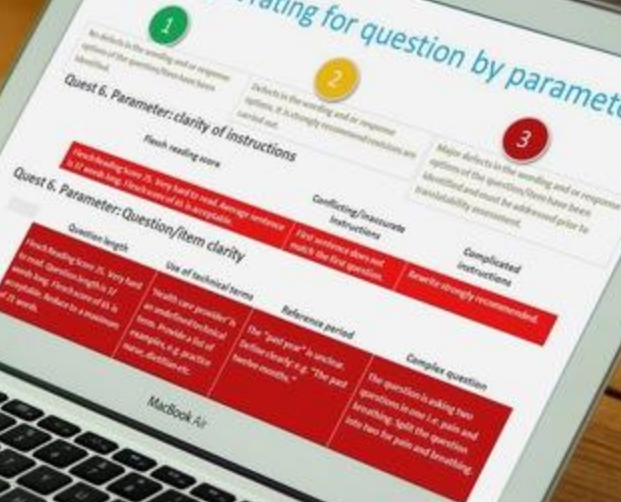 rating for question by paramete
1
2
3
No defects in the wording and or response
options of the question/item have been
identified.
Defects in the wording and or response
options. It is strongly recommended revisions are
carried out.
Major defects in the wording and or response
options of the question/item have been
identified and must be addressed prior to
translatability assessment.
Quest 6. Parameter: clarity of instructions
Flesch reading score
Conflicting/inaccurate
instructions
Complicated
instructions
Flesch Reading Score 25. Very hard to read. Average sentence
is 37 words long. Flesch score of 65 is acceptable.
First sentence does not
match the first question.
Rewrite strongly recommended.
Quest 6. Parameter: Question/item clarity
Question length
Use of technical terms
Reference period
Complex question
Flesch Reading Score 25. Very hard
to read. Question length is 37
words long. Flesch score of 65 is
acceptable. Reduce to a maximum
of 21 words.
"Health care provider" is
an undefined technical
term. Provide a list of
examples, e.g. practice
nurse, dietitian etc.
The "past year" is unclear.
Define clearly e.g. "The past
twelve months."
The question is asking two
questions in one i.e. pain and
breathing. Split the question
into two for pain and breathing.
MacBook Air